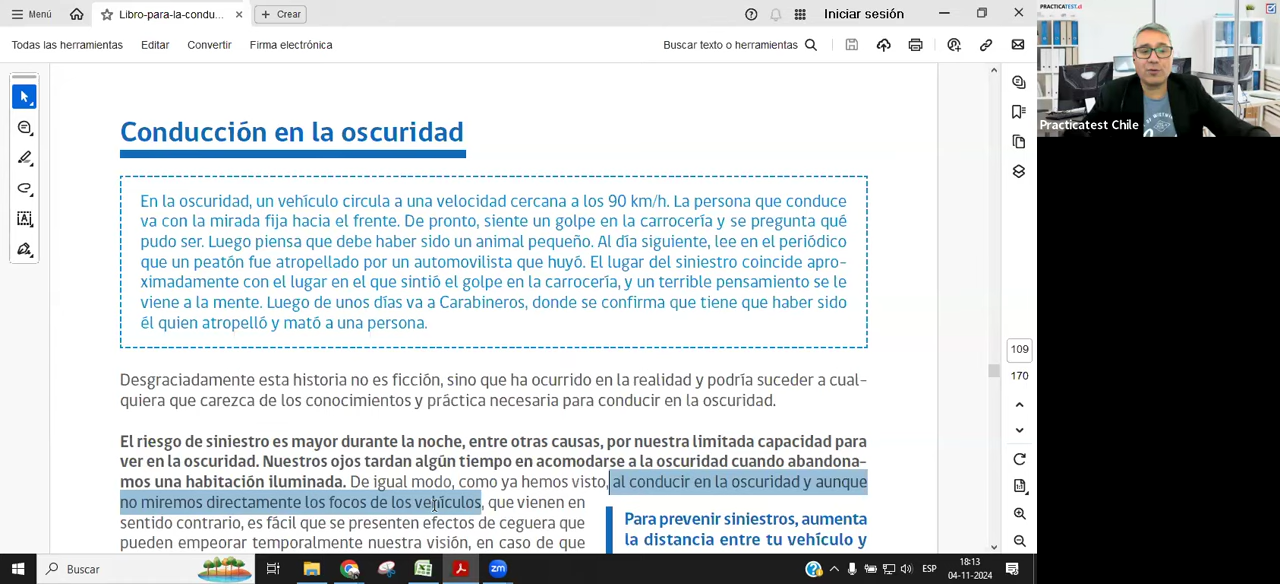 Menú
Libro-para-la-condu...
Crear
Iniciar sesión
Todas las herramientas
Editar
Convertir
Firma electrónica
Buscar texto o herramientas
PRACTICATEST.cl
Practicatest Chile
Conducción en la oscuridad
En la oscuridad, un vehículo circula a una velocidad cercana a los 90 km/h. La persona que conduce
va con la mirada fija hacia el frente. De pronto, siente un golpe en la carrocería y se pregunta qué
pudo ser. Luego piensa que debe haber sido un animal pequeño. Al día siguiente, lee en el periódico
que un peatón fue atropellado por un automovilista que huyó. El lugar del siniestro coincide apro-
ximadamente con el lugar en el que sintió el golpe en la carrocería, y un terrible pensamiento se le
viene a la mente. Luego de unos días va a Carabineros, donde se confirma que tiene que haber sido
él quien atropelló y mató a una persona.
Desgraciadamente esta historia no es ficción, sino que ha ocurrido en la realidad y podría suceder a cual-
quiera que carezca de los conocimientos y práctica necesaria para conducir en la oscuridad.
El riesgo de siniestro es mayor durante la noche, entre otras causas, por nuestra limitada capacidad para
ver en la oscuridad. Nuestros ojos tardan algún tiempo en acomodarse a la oscuridad cuando abandona-
mos una habitación iluminada. De igual modo, como ya hemos visto, al conducir en la oscuridad y aunque
no miremos directamente los focos de los vehículos, que vienen en
sentido contrario, es fácil que se presenten efectos de ceguera que
pueden empeorar temporalmente nuestra visión, en caso de que
Para prevenir siniestros, aumenta
la distancia entre tu vehículo y
109
170
Buscar
zm
ESP
18:13
04-11-2024